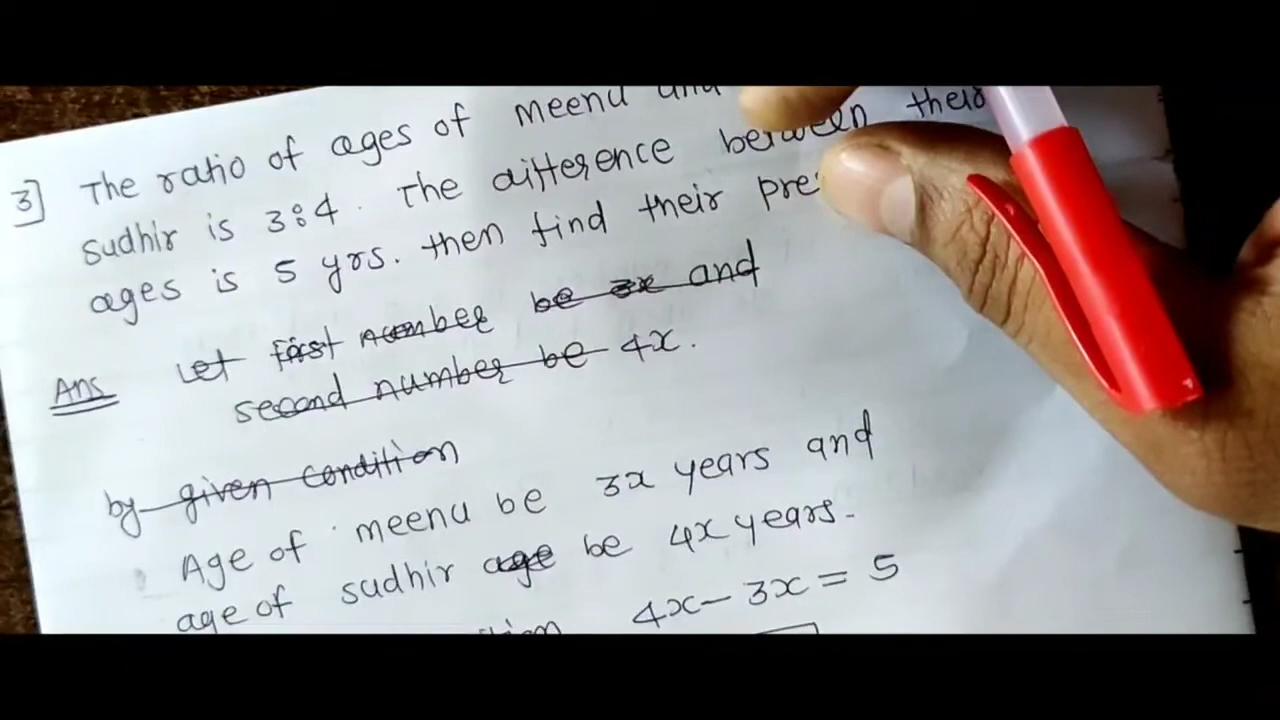 3] The ratio of ages of meenu and
sudhir is 3:4. The difference between their
ages is 5 yrs. then find their pre
Ans Let first number be 3x and
second number be 4x.
by given condition
Age of meenu be 3x years and
age of sudhir age be 4x years.
4x - 3x = 5